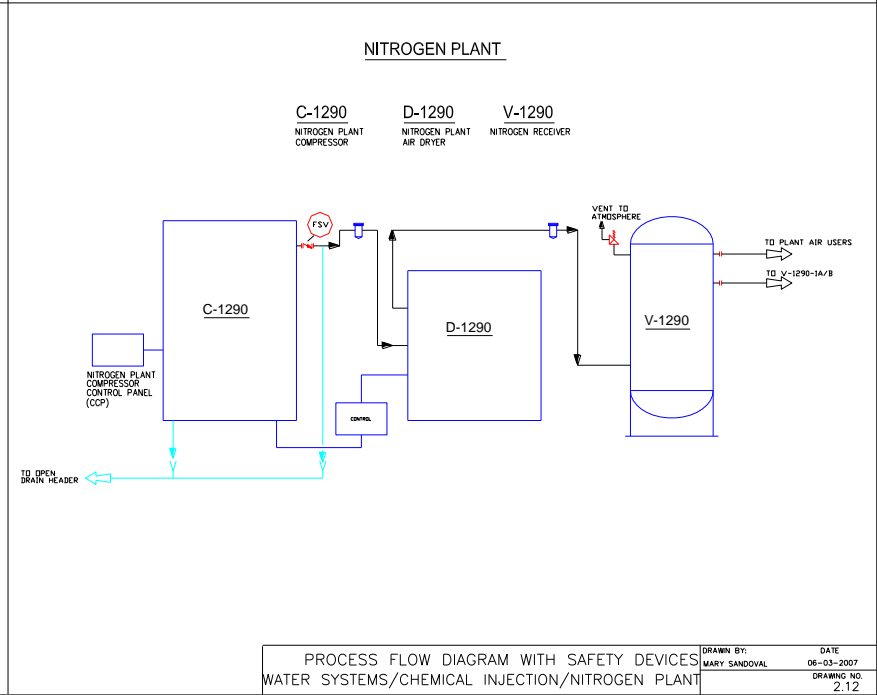 NITROGEN PLANT
C-1290
NITROGEN PLANT
COMPRESSOR
D-1290
NITROGEN PLANT
AIR DRYER
V-1290
NITROGEN RECEIVER
FSV
VENT TO
ATMOSPHERE
TO PLANT AIR USERS
TO V-1290-1A/B
C-1290
D-1290
V-1290
NITROGEN PLANT
COMPRESSOR
CONTROL PANEL
(CCP)
CONTROL
TO OPEN
DRAIN HEADER
PROCESS FLOW DIAGRAM WITH SAFETY DEVICES
WATER SYSTEMS/CHEMICAL INJECTION/NITROGEN PLANT
DRAWN BY:
MARY SANDOVAL
DATE
06-03-2007
DRAWING NO.
2.12